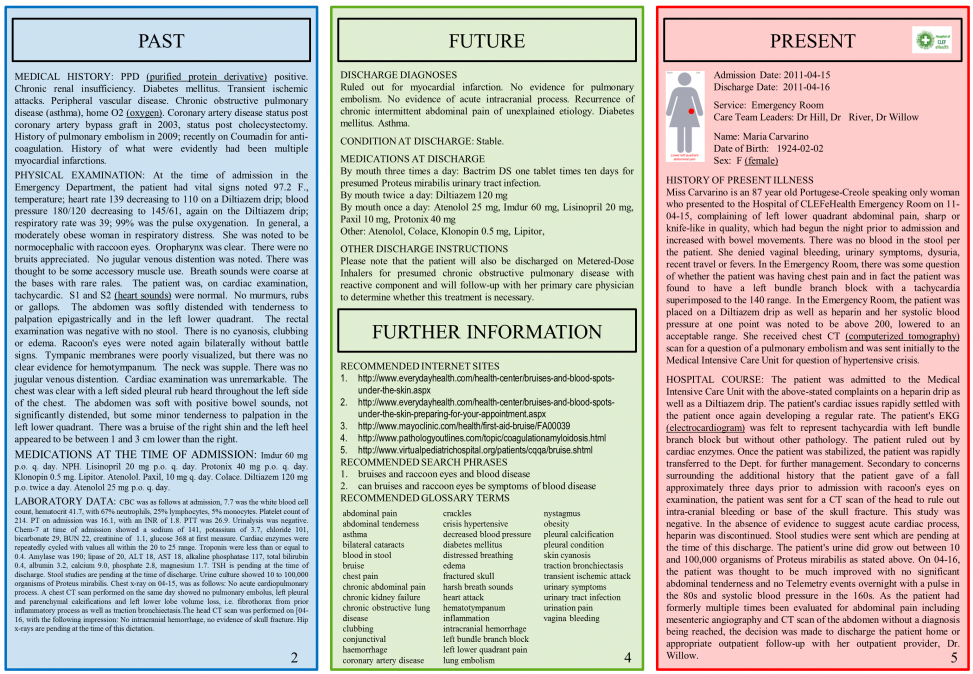 PAST
MEDICAL HISTORY: PPD (purified protein derivative) positive.
Chronic renal insufficiency. Diabetes mellitus. Transient ischemic
attacks. Peripheral vascular disease. Chronic obstructive pulmonary
disease (asthma), home O2 (oxygen). Coronary artery disease status post
coronary artery bypass graft in 2003, status post cholecystectomy.
History of pulmonary embolism in 2009; recently on Coumadin for anti-
coagulation. History of what were evidently had been multiple
myocardial infarctions.
PHYSICAL EXAMINATION: At the time of admission in the
Emergency Department, the patient had vital signs noted 97.2 F.,
temperature; heart rate 139 decreasing to 110 on a Diltiazem drip; blood
pressure 180/120 decreasing to 145/61, again on the Diltiazem drip;
respiratory rate was 39; 99% was the pulse oxygenation. In general, a
moderately obese woman in respiratory distress. She was noted to be
normocephalic with raccoon eyes. Oropharynx was clear. There were no
bruits appreciated. No jugular venous distention was noted. There was
thought to be some accessory muscle use. Breath sounds were coarse at
the bases with rare rales. The patient was, on cardiac examination,
tachycardic. S1 and S2 (heart sounds) were normal. No murmurs, rubs
or gallops. The abdomen was softly distended with tenderness to
palpation epigastrically and in the left lower quadrant. The rectal
examination was negative with no stool. There is no cyanosis, clubbing
or edema. Racoon's eyes were noted again bilaterally without battle
signs. Tympanic membranes were poorly visualized, but there was no
clear evidence for hemotympanum. The neck was supple. There was no
jugular venous distention. Cardiac examination was unremarkable. The
chest was clear with a left sided pleural rub heard throughout the left side
of the chest. The abdomen was soft with positive bowel sounds, not
significantly distended, but some minor tenderness to palpation in the
left lower quadrant. There was a bruise of the right shin and the left heel
appeared to be between 1 and 3 cm lower than the right.
MEDICATIONS AT THE TIME OF ADMISSION: Imdur 60 mg
p.o. q. day. NPH. Lisinopril 20 mg p.o. q. day. Protonix 40 mg p.o. q. day.
Klonopin 0.5 mg. Lipitor. Atenolol. Paxil, 10 mg q. day. Colace. Diltiazem 120 mg
p.o. twice a day. Atenolol 25 mg p.o. q. day.
LABORATORY DATA: CBC was as follows at admission, 7.7 was the white blood cell
count, hematocrit 41.7, with 67% neutrophils, 25% lymphocytes, 5% monocytes. Platelet count of
214. PT on admission was 16.1, with an INR of 1.8. PTT was 26.9. Urinalysis was negative.
Chem-7 at time of admission showed a sodium of 141, potassium of 3.7, chloride 101,
bicarbonate 29, BUN 22, creatinine of 1.1, glucose 368 at first measure. Cardiac enzymes were
repeatedly cycled with values all within the 20 to 25 range. Troponin were less than or equal to
0.4. Amylase was 190; lipase of 20, ALT 18, AST 18, alkaline phosphatase 117, total bilirubin
0.4, albumin 3.2, calcium 9.0, phosphate 2.8, magnesium 1.7. TSH is pending at the time of
discharge. Stool studies are pending at the time of discharge. Urine culture showed 10 to 100,000
organisms of Proteus mirabilis. Chest x-ray on 04-15, was as follows: No acute cardiopulmonary
process. A chest CT scan performed on the same day showed no pulmonary embolus, left pleural
and parenchymal calcifications and left lower lobe volume loss, i.e. fibrothorax from prior
inflammatory process as well as traction bronchiectasis.The head CT scan was performed on [04-
16, with the following impression: No intracranial hemorrhage, no evidence of skull fracture. Hip
x-rays are pending at the time of this dictation.
2
FUTURE
DISCHARGE DIAGNOSES
Ruled out for myocardial infarction. No evidence for pulmonary
embolism. No evidence of acute intracranial process. Recurrence of
chronic intermittent abdominal pain of unexplained etiology. Diabetes
mellitus. Asthma.
CONDITION AT DISCHARGE: Stable.
MEDICATIONS AT DISCHARGE
By mouth three times a day: Bactrim DS one tablet times ten days for
presumed Proteus mirabilis urinary tract infection.
By mouth twice a day: Diltiazem 120 mg
By mouth once a day: Atenolol 25 mg, Imdur 60 mg, Lisinopril 20 mg,
Paxil 10 mg, Protonix 40 mg
Other: Atenolol, Colace, Klonopin 0.5 mg, Lipitor,
OTHER DISCHARGE INSTRUCTIONS
Please note that the patient will also be discharged on Metered-Dose
Inhalers for presumed chronic obstructive pulmonary disease with
reactive component and will follow-up with her primary care physician
to determine whether this treatment is necessary.
FURTHER INFORMATION
RECOMMENDED INTERNET SITES
1. http://www.everydayhealth.com/health-center/bruises-and-blood-spots-
under-the-skin.aspx
2. http://www.everydayhealth.com/health-center/bruises-and-blood-spots-
under-the-skin-preparing-for-your-appointment.aspx
3. http://www.mayoclinic.com/health/first-aid-bruise/FA00039
4. http://www.pathologyoutlines.com/topic/coagulationamyloidosis.html
5. http://www.virtualpediatrichospital.org/patients/cqqa/bruise.shtml
RECOMMENDED SEARCH PHRASES
1. bruises and raccoon eyes and blood disease
2. can bruises and raccoon eyes be symptoms of blood disease
RECOMMENDED GLOSSARY TERMS
abdominal pain
abdominal tenderness
asthma
bilateral cataracts
blood in stool
bruise
chest pain
chronic abdominal pain
chronic kidney failure
chronic obstructive lung
disease
clubbing
conjunctival
haemorrhage
coronary artery disease
crackles
crisis hypertensive
decreased blood pressure
diabetes mellitus
distressed breathing
edema
fractured skull
harsh breath sounds
heart attack
hematotympanum
inflammation
intracranial hemorrhage
left bundle branch block
left lower quadrant pain
lung embolism
nystagmus
obesity
pleural calcification
pleural condition
skin cyanosis
traction bronchiectasis
transient ischemic attack
urinary symptoms
urinary tract infection
urination pain
vagina bleeding
4
PRESENT
CLEF
eHealth
Left lower quadrant
abdominal pain
Admission Date: 2011-04-15
Discharge Date: 2011-04-16
Service: Emergency Room
Care Team Leaders: Dr Hill, Dr River, Dr Willow
Name: Maria Carvarino
Date of Birth: 1924-02-02
Sex: F (female)
HISTORY OF PRESENT ILLNESS
Miss Carvarino is an 87 year old Portugese-Creole speaking only woman
who presented to the Hospital of CLEFeHealth Emergency Room on 11-
04-15, complaining of left lower quadrant abdominal pain, sharp or
knife-like in quality, which had begun the night prior to admission and
increased with bowel movements. There was no blood in the stool per
the patient. She denied vaginal bleeding, urinary symptoms, dysuria,
recent travel or fevers. In the Emergency Room, there was some question
of whether the patient was having chest pain and in fact the patient was
found to have a left bundle branch block with a tachycardia
superimposed to the 140 range. In the Emergency Room, the patient was
placed on a Diltiazem drip as well as heparin and her systolic blood
pressure at one point was noted to be above 200, lowered to an
acceptable range. She received chest CT (computerized tomography)
scan for a question of a pulmonary embolism and was sent initially to the
Medical Intensive Care Unit for question of hypertensive crisis.
HOSPITAL COURSE: The patient was admitted to the Medical
Intensive Care Unit with the above-stated complaints on a heparin drip as
well as a Diltiazem drip. The patient's cardiac issues rapidly settled with
the patient once again developing a regular rate. The patient's EKG
(electrocardiogram) was felt to represent tachycardia with left bundle
branch block but without other pathology. The patient ruled out by
cardiac enzymes. Once the patient was stabilized, the patient was rapidly
transferred to the Dept. for further management. Secondary to concerns
surrounding the additional history that the patient gave of a fall
approximately three days prior to admission with racoon's eyes on
examination, the patient was sent for a CT scan of the head to rule out
intra-cranial bleeding or base of the skull fracture. This study was
negative. In the absence of evidence to suggest acute cardiac process,
heparin was discontinued. Stool studies were sent which are pending at
the time of this discharge. The patient's urine did grow out between 10
and 100,000 organisms of Proteus mirabilis as stated above. On 04-16,
the patient was thought to be much improved with no significant
abdominal tenderness and no Telemetry events overnight with a pulse in
the 80s and systolic blood pressure in the 160s. As the patient had
formerly multiple times been evaluated for abdominal pain including
mesenteric angiography and CT scan of the abdomen without a diagnosis
being reached, the decision was made to discharge the patient home or
appropriate outpatient follow-up with her outpatient provider, Dr.
Willow.
5